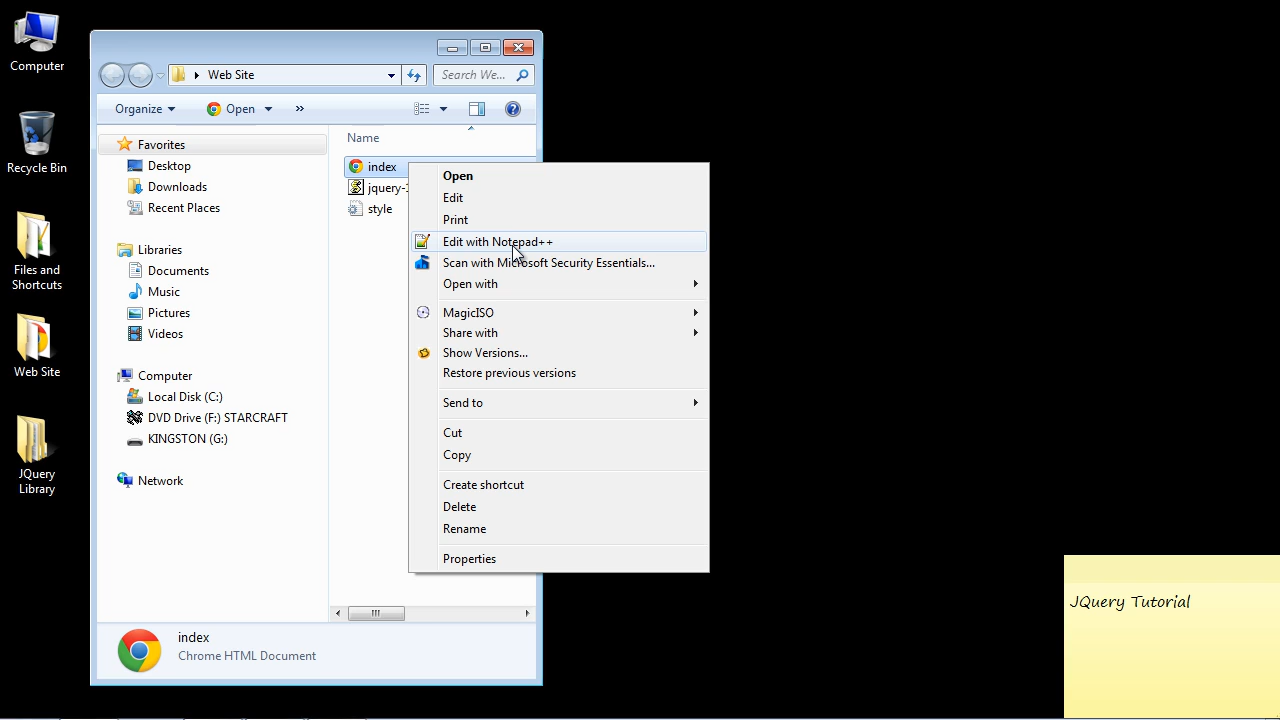 Computer
Recycle Bin
Files and
Shortcuts
Web Site
JQuery
Library
Web Site
Search We...
Organize
Open
»
Favorites
Desktop
Downloads
Recent Places
Libraries
Documents
Music
Pictures
Videos
Computer
Local Disk (C:)
DVD Drive (F:) STARCRAFT
KINGSTON (G:)
Network
Name
index
jquery-1
style
Open
Edit
Print
Edit with Notepad++
Scan with Microsoft Security Essentials...
Open with
MagicISO
Share with
Show Versions...
Restore previous versions
Send to
Cut
Copy
Create shortcut
Delete
Rename
Properties
index
Chrome HTML Document
JQuery Tutorial